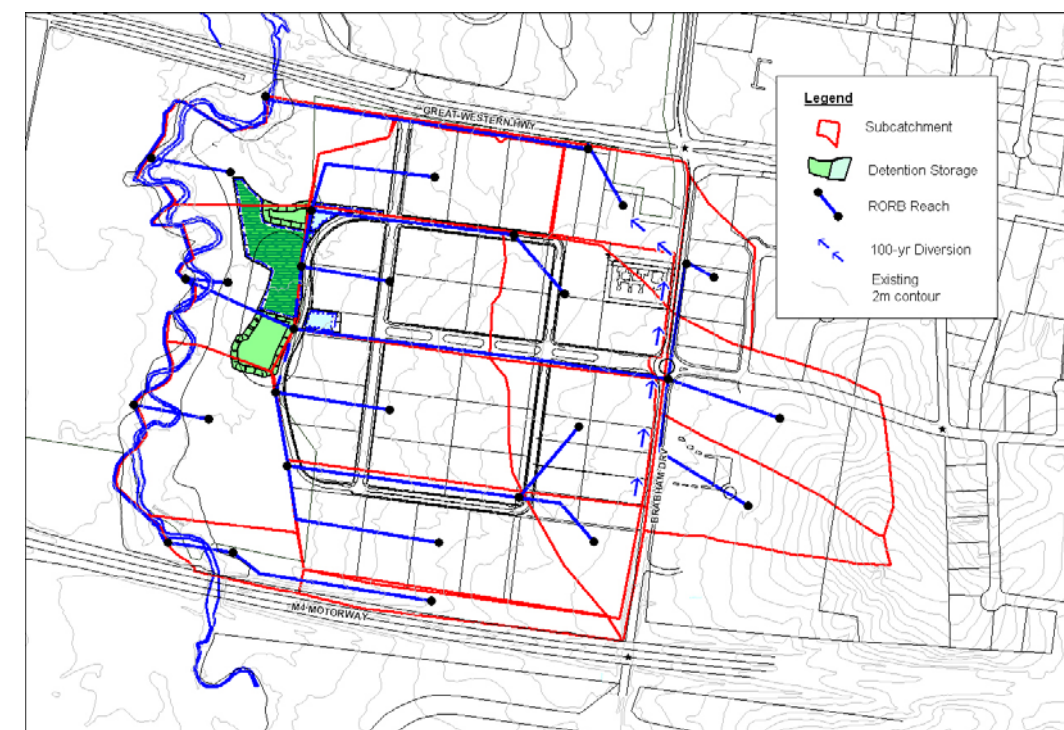 GREAT WESTERN HWY
Legend
Subcatchment
Detention Storage
RORB Reach
100-yr Diversion
Existing
2m contour
BRABHAM DRV
M4 MOTORWAY